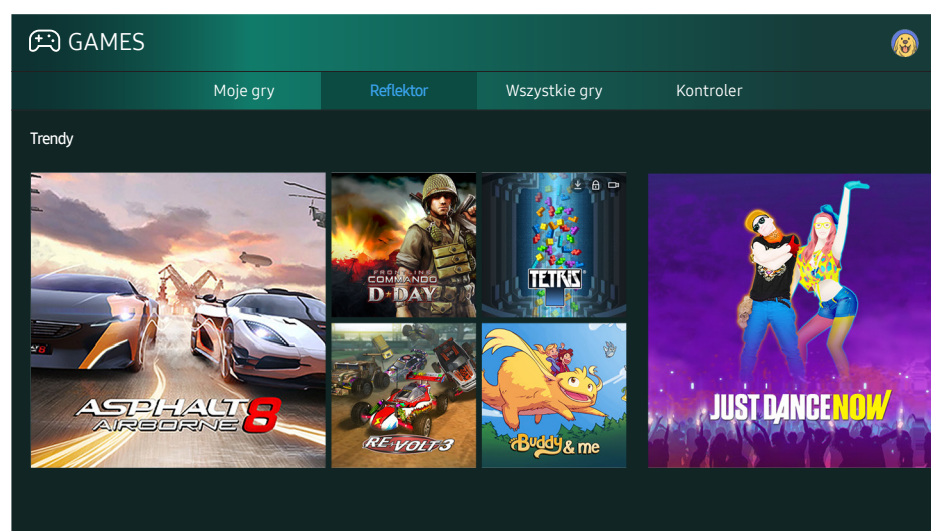 GAMES
Moje gry
Reflektor
Wszystkie gry
Kontroler
Trendy
ASPHALT 8
AIRBORNE
FRONTLINE
COMMANDO
D-DAY
TETRIS
RE-VOLT 3
Buddy & me
JUST DANCE NOW